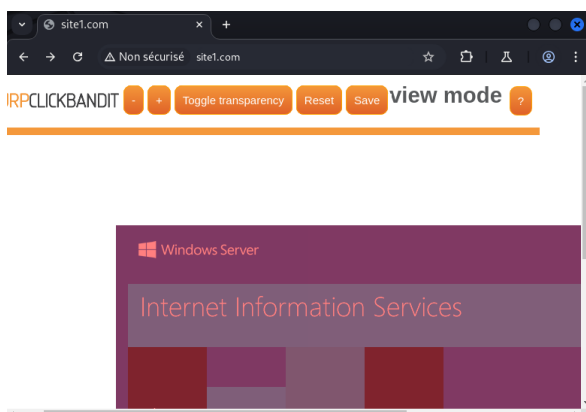 site1.com
Non sécurisé site1.com
RPCLICKBANDIT - + Toggle transparency Reset Save view mode ?
Windows Server
Internet Information Services